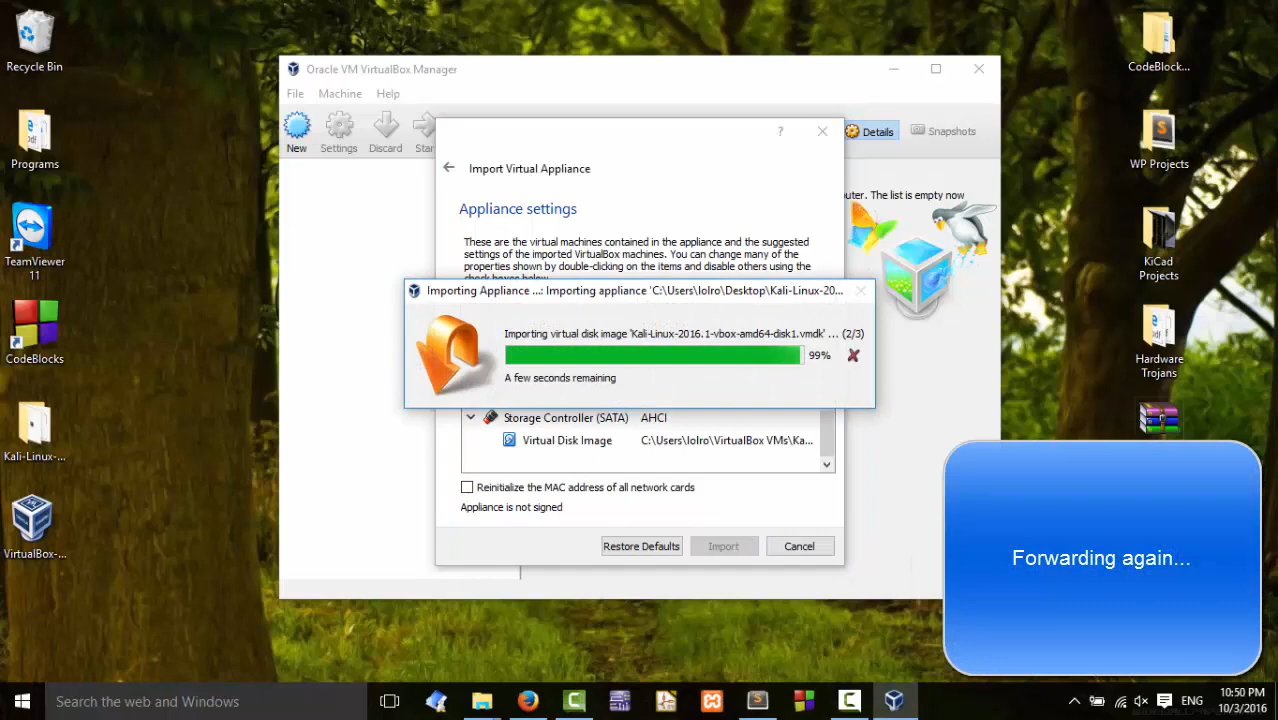 Recycle Bin
Programs
TeamViewer
11
CodeBlocks
Kali-Linux-...
VirtualBox-...
Oracle VM VirtualBox Manager
File Machine Help
New Settings Discard Star
Details Snapshots
Import Virtual Appliance
Appliance settings
These are the virtual machines contained in the appliance and the suggested
settings of the imported VirtualBox machines. You can change many of the
properties shown by double-clicking on the items and disable others using the
check boxes below.
uter. The list is empty now
Importing Appliance ...: Importing appliance 'C:\Users\lolro\Desktop\Kali-Linux-20...
Importing virtual disk image 'Kali-Linux-2016.1-vbox-amd64-disk1.vmdk' ... (2/3)
99%
A few seconds remaining
Storage Controller (SATA) AHCI
Virtual Disk Image C:\Users\lolro\VirtualBox VMs\Ka...
Reinitialize the MAC address of all network cards
Appliance is not signed
Restore Defaults Import Cancel
CodeBlock...
WP Projects
KiCad
Projects
Hardware
Trojans
Forwarding again...
Search the web and Windows
ENG
10:50 PM
10/3/2016